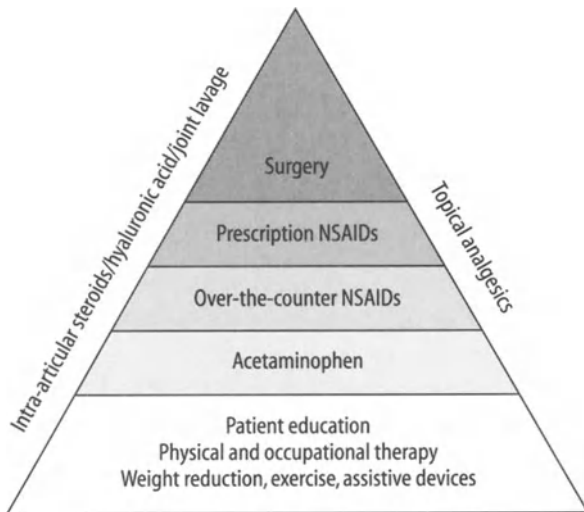 Intra-articular steroids/hyaluronic acid/joint lavage
Topical analgesics
Surgery
Prescription NSAIDs
Over-the-counter NSAIDs
Acetaminophen
Patient education
Physical and occupational therapy
Weight reduction, exercise, assistive devices